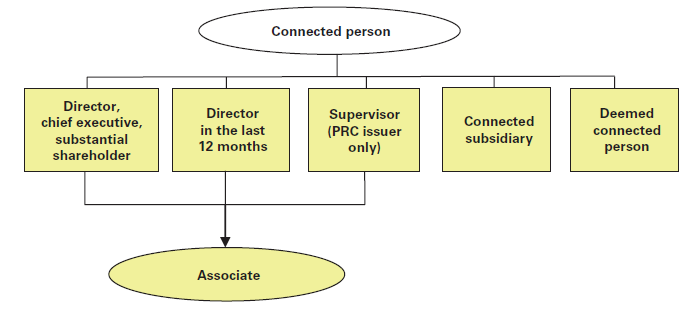 Connected person
Director,
chief executive,
substantial
shareholder
Director
in the last
12 months
Supervisor
(PRC issuer
only)
Connected
subsidiary
Deemed
connected
person
Associate